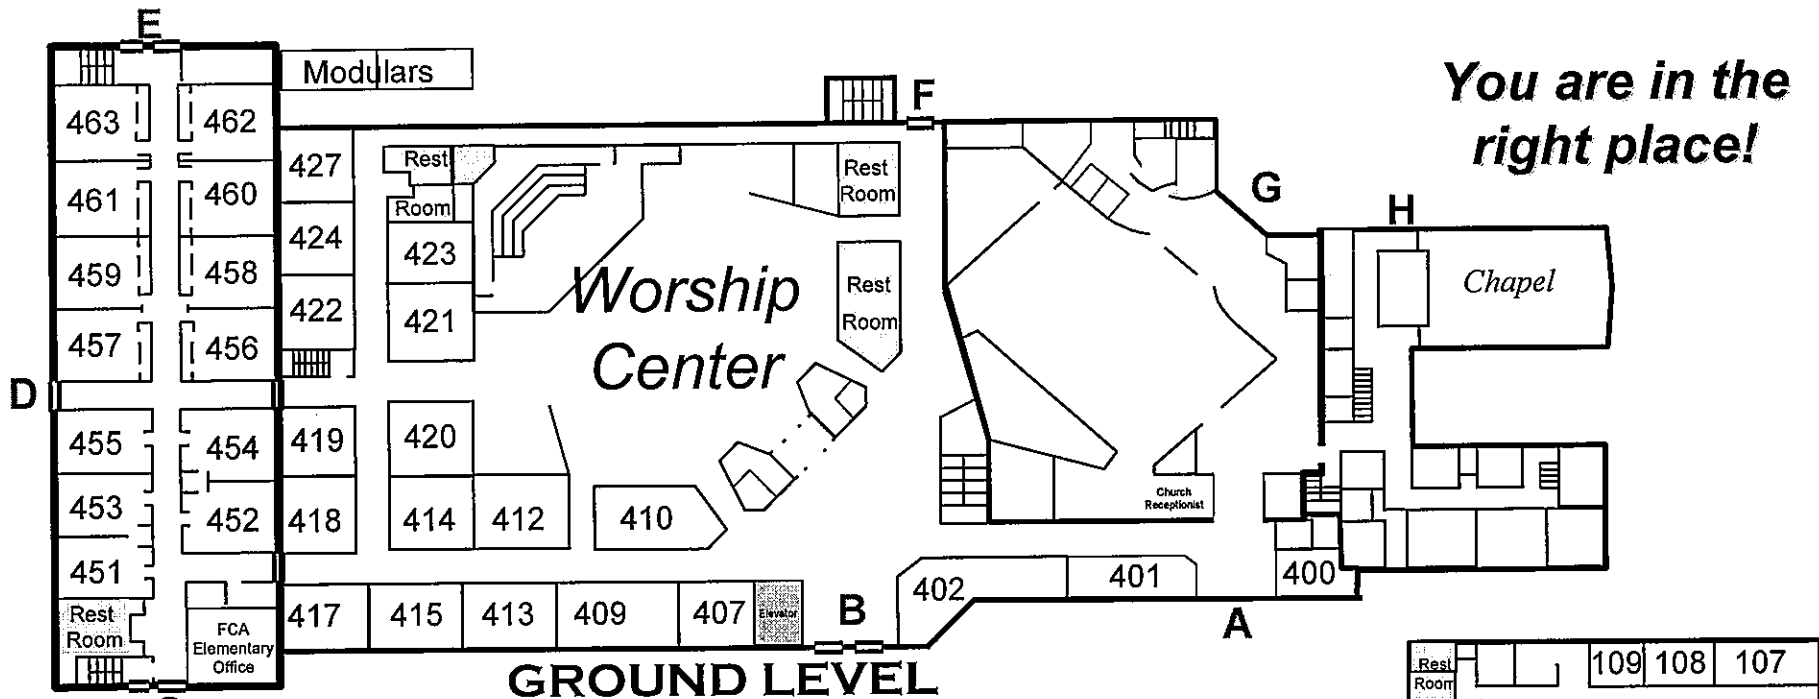 E
Modulars
You are in the
right place!
F
463
462
427
Rest
Room
Rest
Room
461
460
424
423
G
H
459
458
Worship
Center
Rest
Room
Chapel
422
421
457
456
D
455
454
419
420
453
452
418
414
412
410
Church
Receptionist
451
402
401
400
Rest
Room
FCA
Elementary
Office
417
415
413
409
407
Elevator
B
A
GROUND LEVEL
Rest
Room
109
108
107